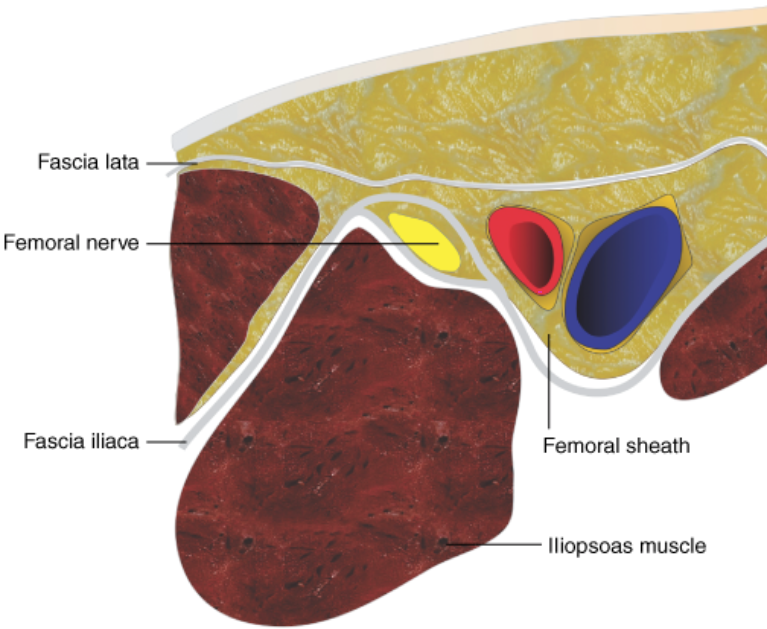 Fascia lata
Femoral nerve
Fascia iliaca
Femoral sheath
Iliopsoas muscle